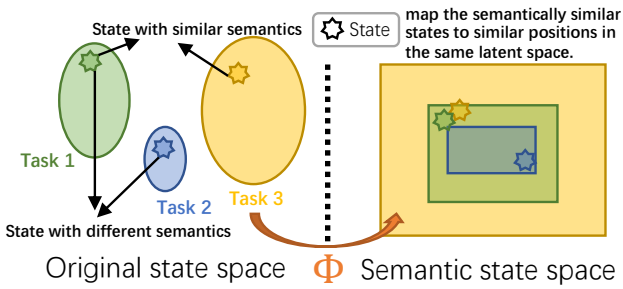 State with similar semantics
State
map the semantically similar
states to similar positions in
the same latent space.
Task 1
Task 2
Task 3
State with different semantics
Original state space
Φ
Semantic state space